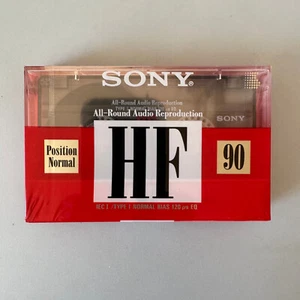 SONY
All-Round Audio Reproduction
SONY
All-Round Audio Reproduction
Position
Normal
HF
90
IEC I /TYPE I NORMAL BIAS 120 μs EQ